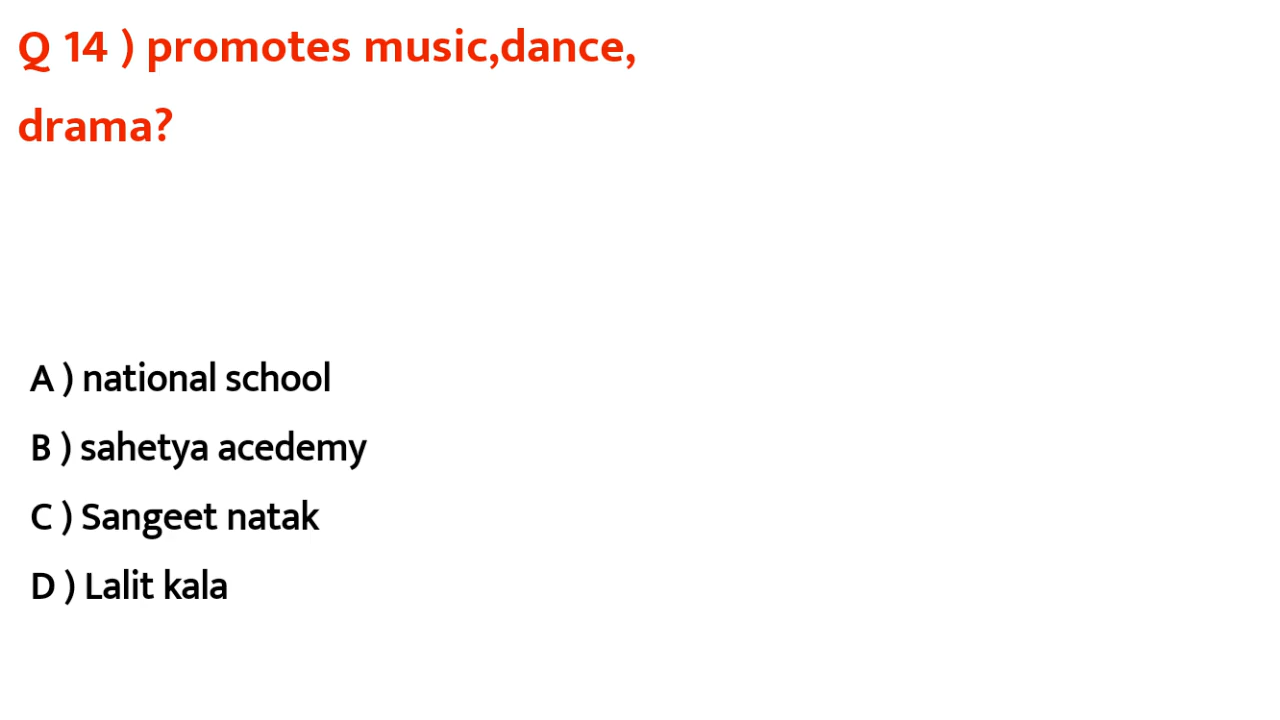 Q 14 ) promotes music,dance,
drama?
A ) national school
B ) sahetya acedemy
C ) Sangeet natak
D ) Lalit kala